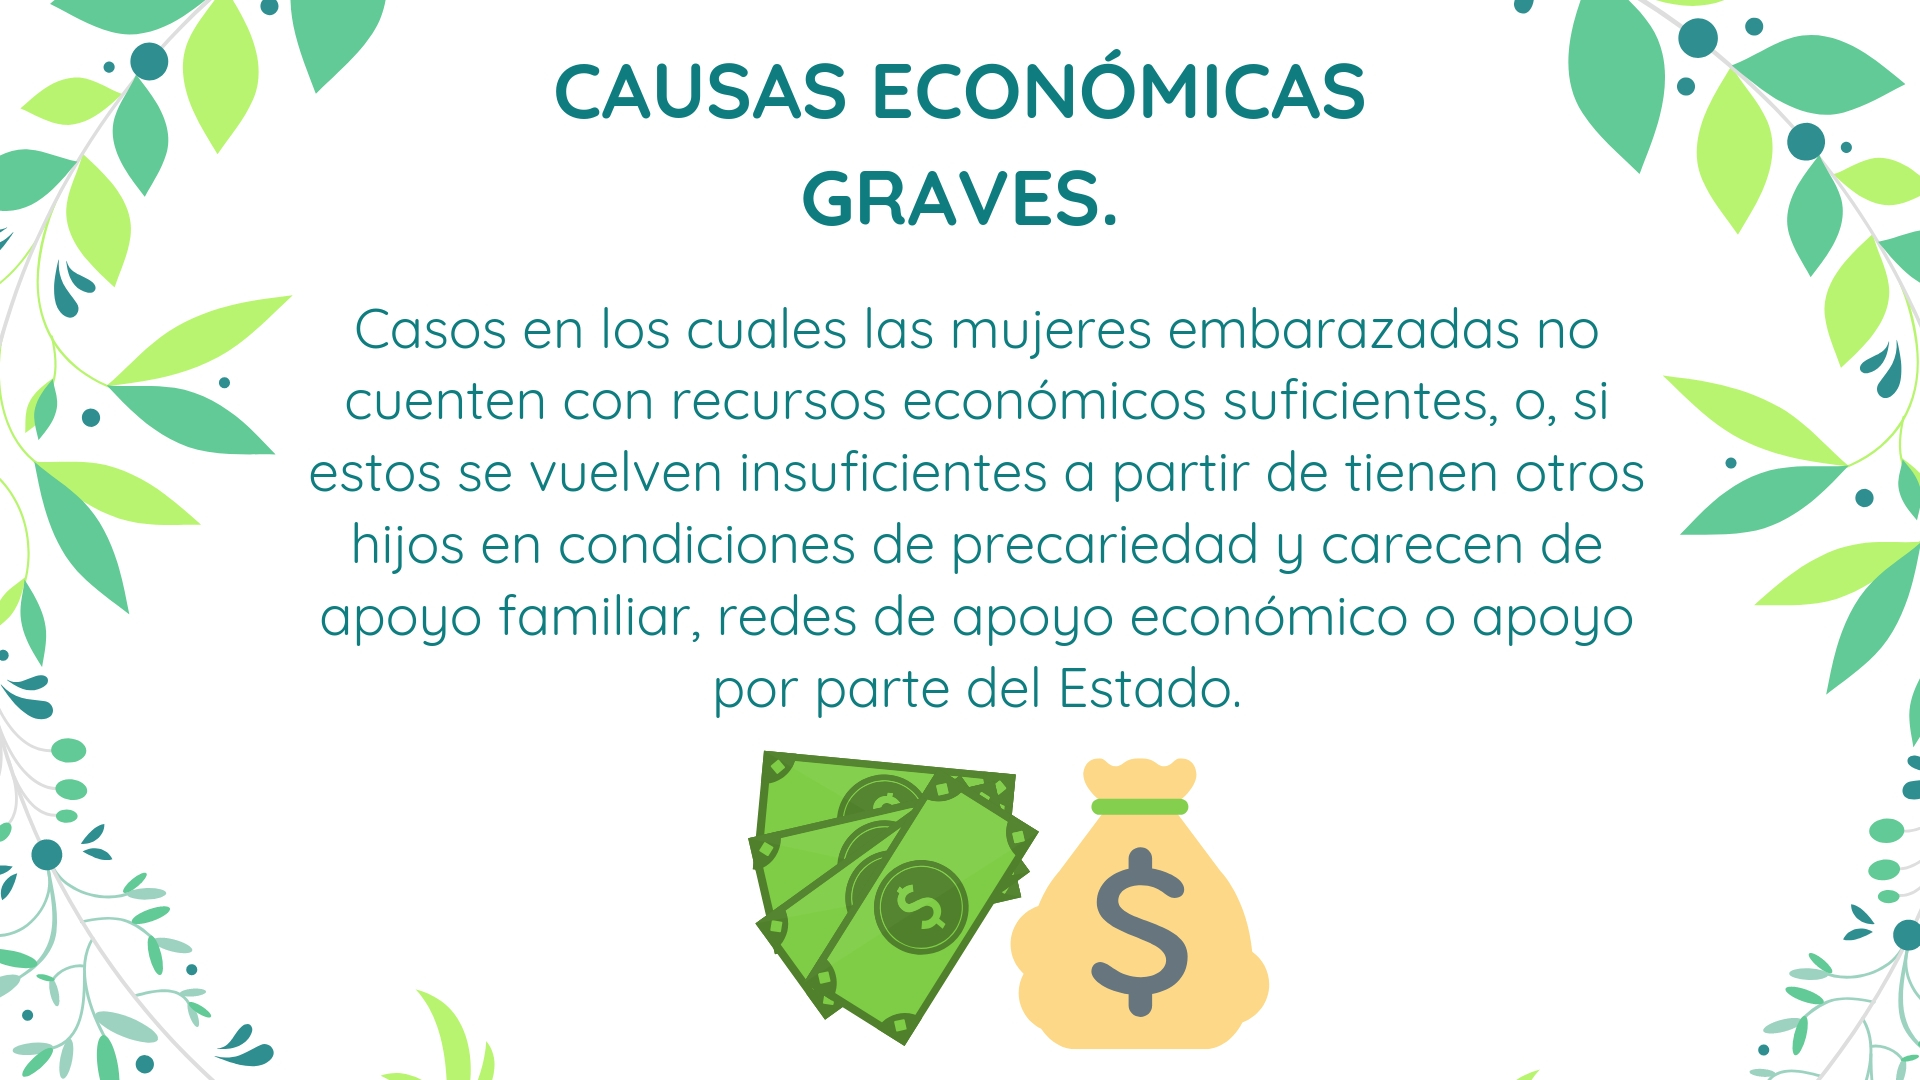 CAUSAS ECONÓMICAS
GRAVES.
Casos en los cuales las mujeres embarazadas no
cuenten con recursos económicos suficientes, o, si
estos se vuelven insuficientes a partir de tienen otros
hijos en condiciones de precariedad y carecen de
apoyo familiar, redes de apoyo económico o apoyo
por parte del Estado.
$
$